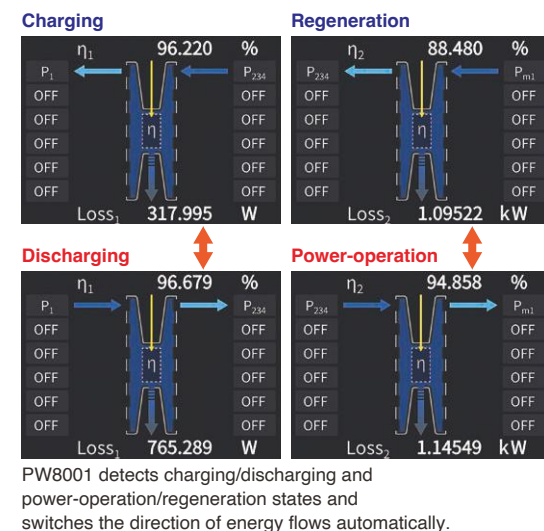 Charging
η1 96.220 %
P1 P234
OFF OFF
OFF OFF
OFF OFF
OFF OFF
OFF OFF
Loss1 317.995 W
Regeneration
η2 88.480 %
P234 Pm1
OFF OFF
OFF OFF
OFF OFF
OFF OFF
OFF OFF
Loss2 1.09522 kW
η
η
Discharging
η1 96.679 %
P1 P234
OFF OFF
OFF OFF
OFF OFF
OFF OFF
OFF OFF
Loss1 765.289 W
Power-operation
η2 94.858 %
P234 Pm1
OFF OFF
OFF OFF
OFF OFF
OFF OFF
OFF OFF
Loss2 1.14549 kW
η
η
PW8001 detects charging/discharging and
power-operation/regeneration states and
switches the direction of energy flows automatically.